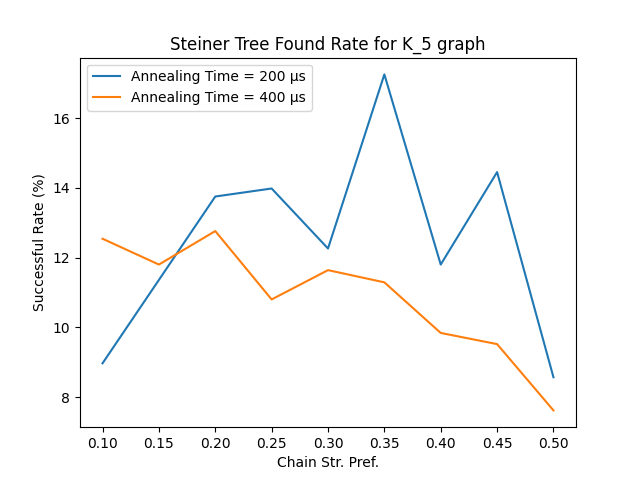 Steiner Tree Found Rate for K_5 graph
Annealing Time = 200 μs
Annealing Time = 400 μs
Successful Rate (%)
16
14
12
10
8
0.10 0.15 0.20 0.25 0.30 0.35 0.40 0.45 0.50
Chain Str. Pref.